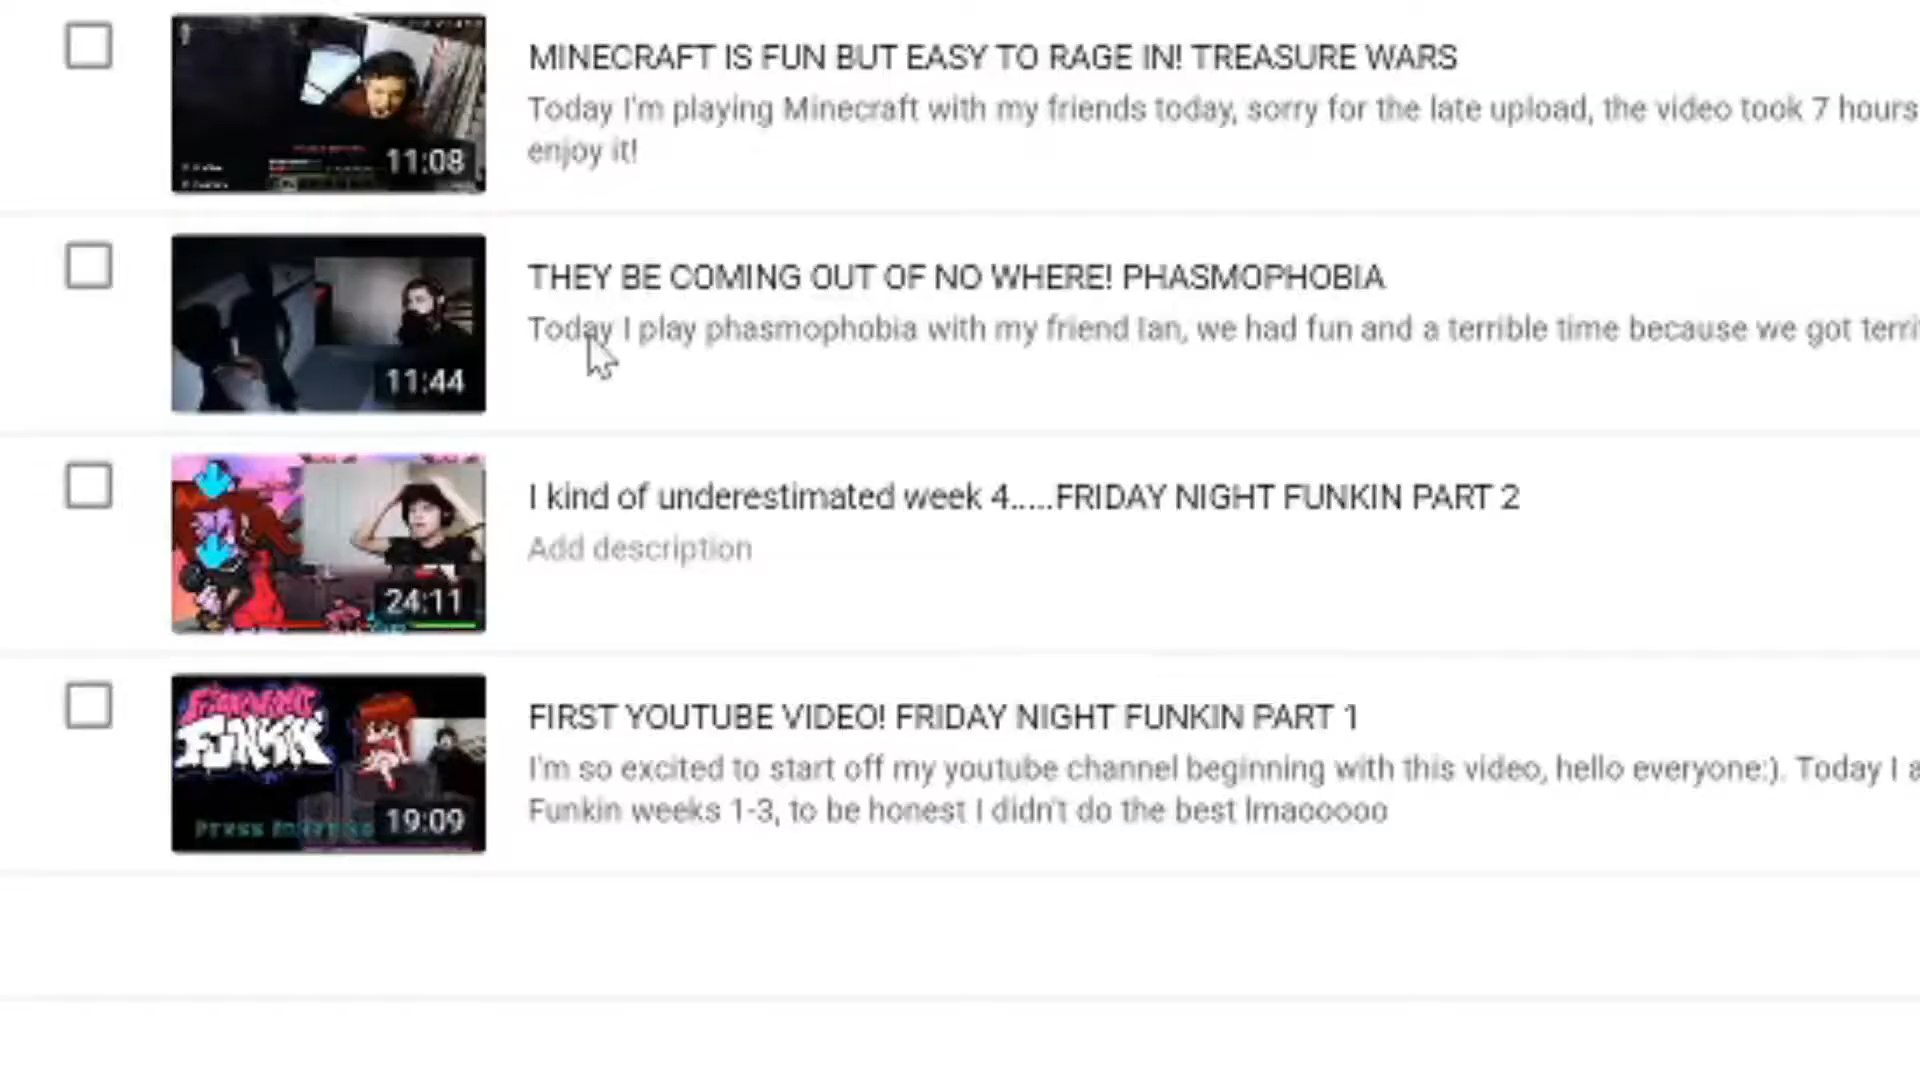 MINECRAFT IS FUN BUT EASY TO RAGE IN! TREASURE WARS
Today I'm playing Minecraft with my friends today, sorry for the late upload, the video took 7 hours
enjoy it!
11:08
THEY BE COMING OUT OF NO WHERE! PHASMOPHOBIA
Today I play phasmophobia with my friend Ian, we had fun and a terrible time because we got terri
11:44
I kind of underestimated week 4.....FRIDAY NIGHT FUNKIN PART 2
Add description
24:11
FIRST YOUTUBE VIDEO! FRIDAY NIGHT FUNKIN PART 1
I'm so excited to start off my youtube channel beginning with this video, hello everyone:). Today I a
Funkin weeks 1-3, to be honest I didn't do the best lmaooooo
FRIDAY NIGHT
FUNKIN
PRESS
19:09